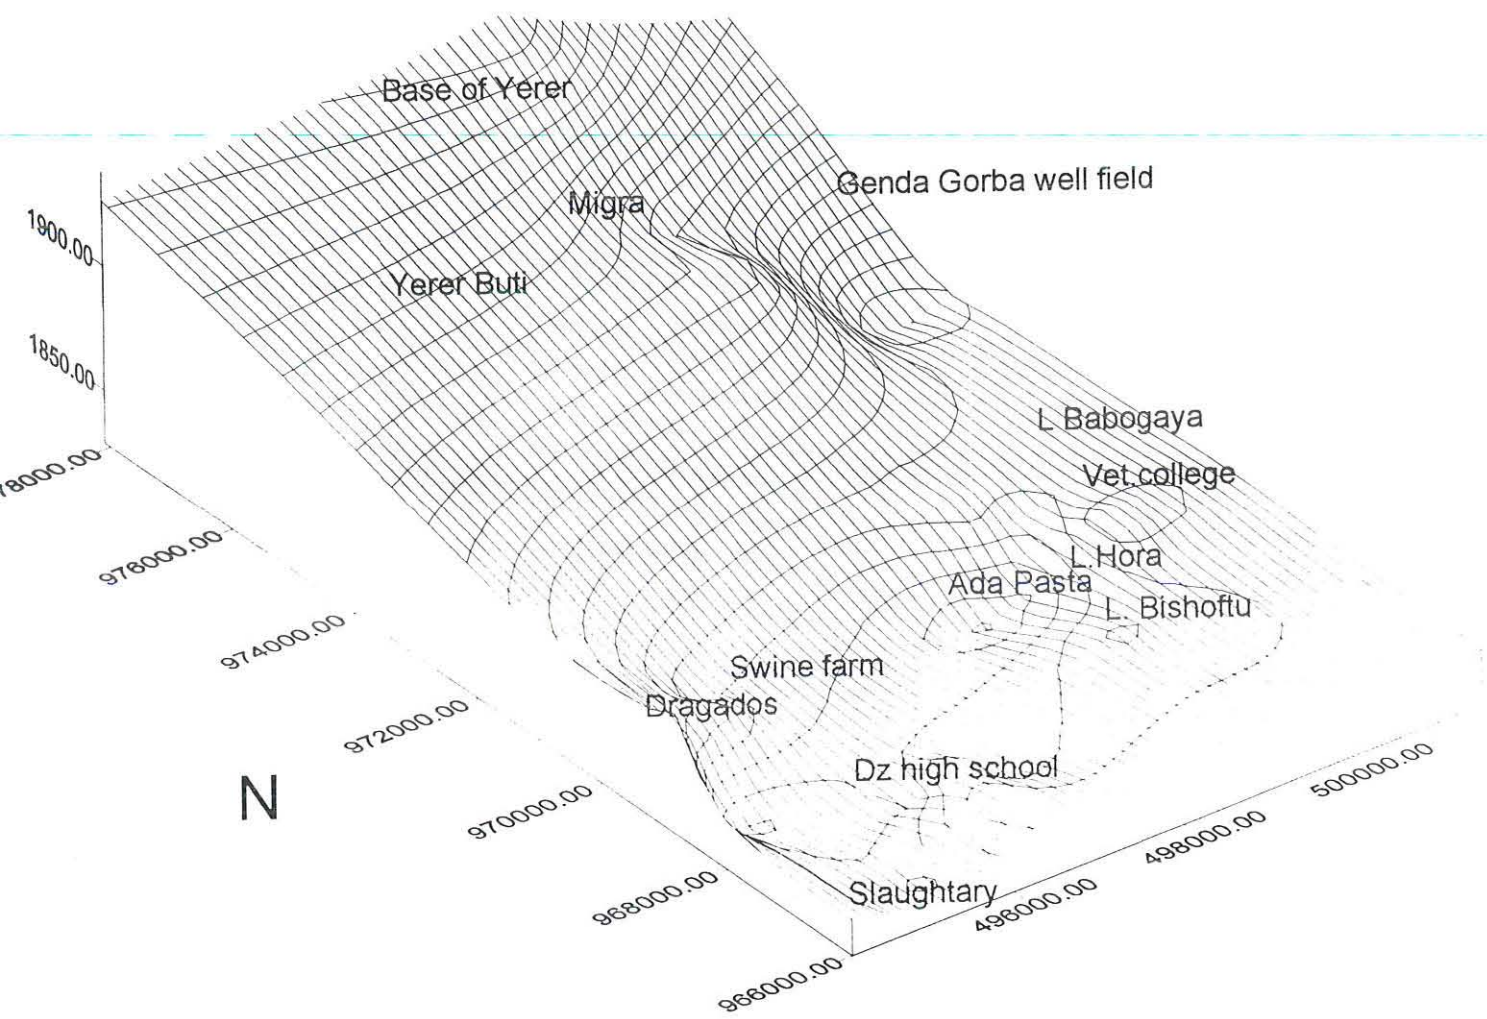 Base of Yerer
Genda Gorba well field
Migra
1900.00
Yerer Buti
1850.00
L Babogaya
78000.00
Vet.college
976000.00
L.Hora
Ada Pasta
L. Bishoftu
974000.00
Swine farm
Dragados
972000.00
Dz high school
500000.00
N
970000.00
498000.00
968000.00
Slaughtary
496000.00
966000.00